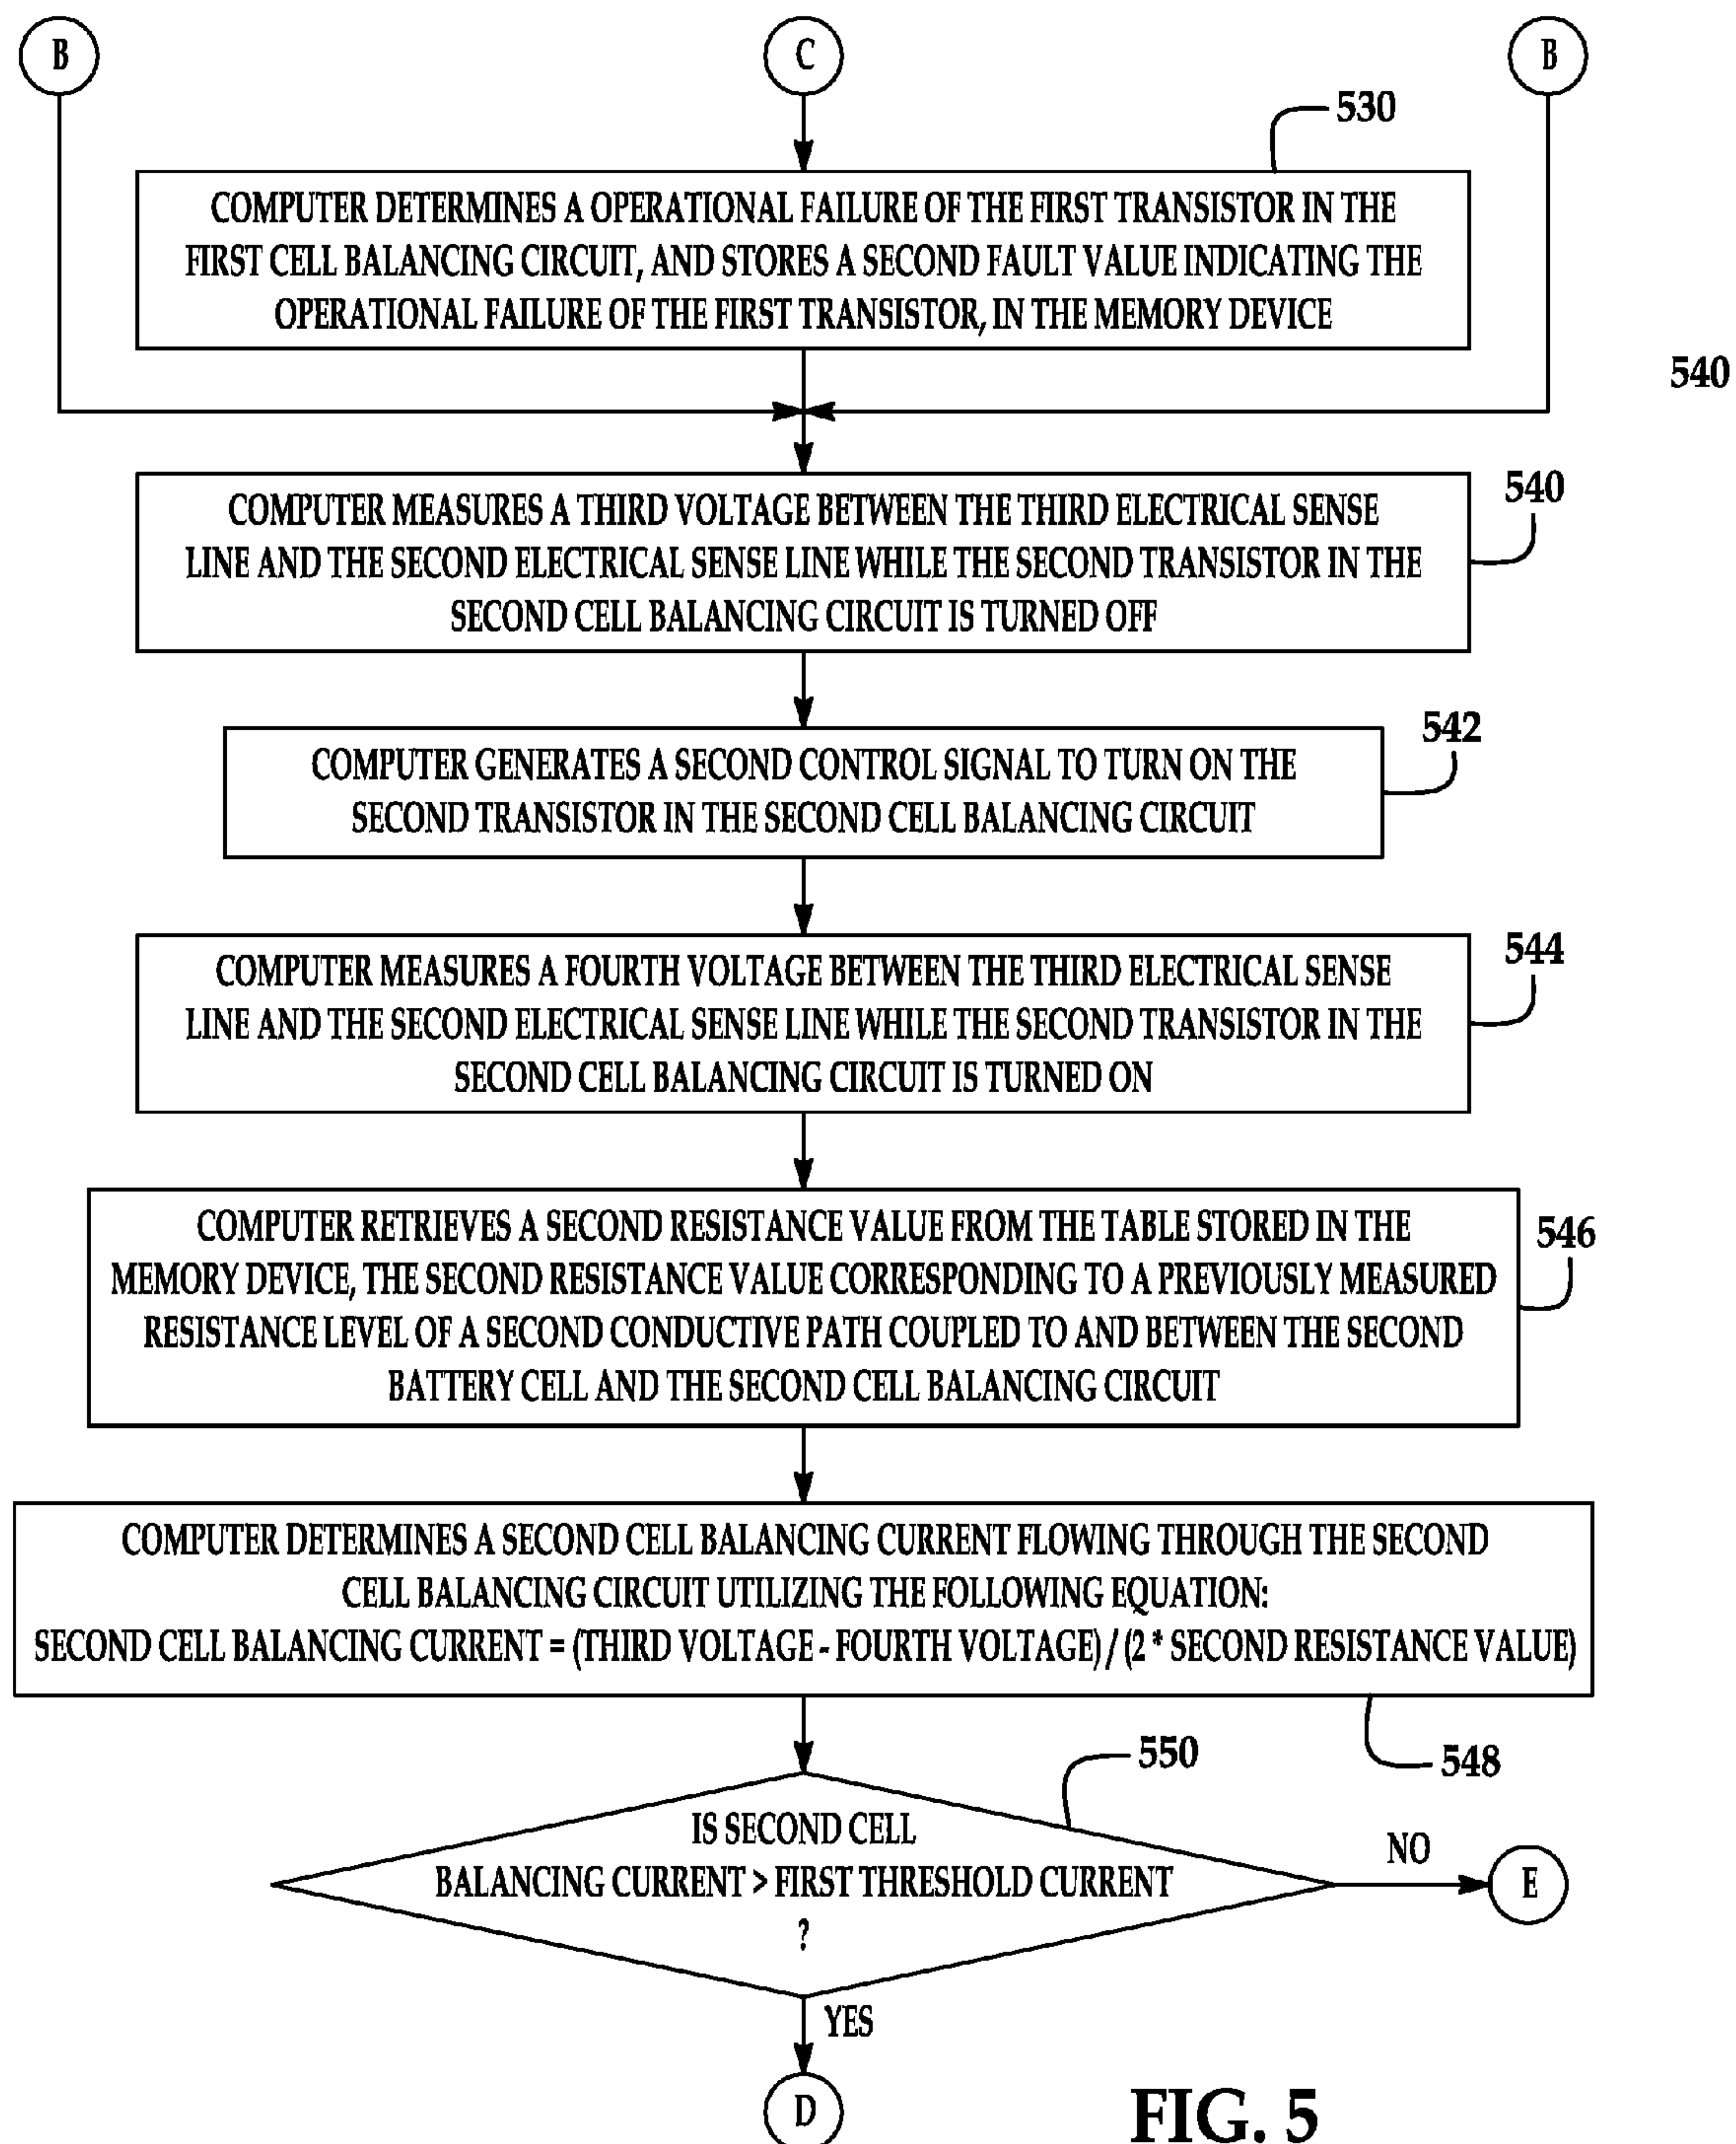 B
C
B
530
COMPUTER DETERMINES A OPERATIONAL FAILURE OF THE FIRST TRANSISTOR IN THE
FIRST CELL BALANCING CIRCUIT, AND STORES A SECOND FAULT VALUE INDICATING THE
OPERATIONAL FAILURE OF THE FIRST TRANSISTOR, IN THE MEMORY DEVICE
540
540
COMPUTER MEASURES A THIRD VOLTAGE BETWEEN THE THIRD ELECTRICAL SENSE
LINE AND THE SECOND ELECTRICAL SENSE LINE WHILE THE SECOND TRANSISTOR IN THE
SECOND CELL BALANCING CIRCUIT IS TURNED OFF
542
COMPUTER GENERATES A SECOND CONTROL SIGNAL TO TURN ON THE
SECOND TRANSISTOR IN THE SECOND CELL BALANCING CIRCUIT
544
COMPUTER MEASURES A FOURTH VOLTAGE BETWEEN THE THIRD ELECTRICAL SENSE
LINE AND THE SECOND ELECTRICAL SENSE LINE WHILE THE SECOND TRANSISTOR IN THE
SECOND CELL BALANCING CIRCUIT IS TURNED ON
546
COMPUTER RETRIEVES A SECOND RESISTANCE VALUE FROM THE TABLE STORED IN THE
MEMORY DEVICE, THE SECOND RESISTANCE VALUE CORRESPONDING TO A PREVIOUSLY MEASURED
RESISTANCE LEVEL OF A SECOND CONDUCTIVE PATH COUPLED TO AND BETWEEN THE SECOND
BATTERY CELL AND THE SECOND CELL BALANCING CIRCUIT
COMPUTER DETERMINES A SECOND CELL BALANCING CURRENT FLOWING THROUGH THE SECOND
CELL BALANCING CIRCUIT UTILIZING THE FOLLOWING EQUATION:
SECOND CELL BALANCING CURRENT = (THIRD VOLTAGE - FOURTH VOLTAGE) / (2 * SECOND RESISTANCE VALUE)
548
550
IS SECOND CELL
BALANCING CURRENT > FIRST THRESHOLD CURRENT
?
NO
E
YES
D
FIG. 5